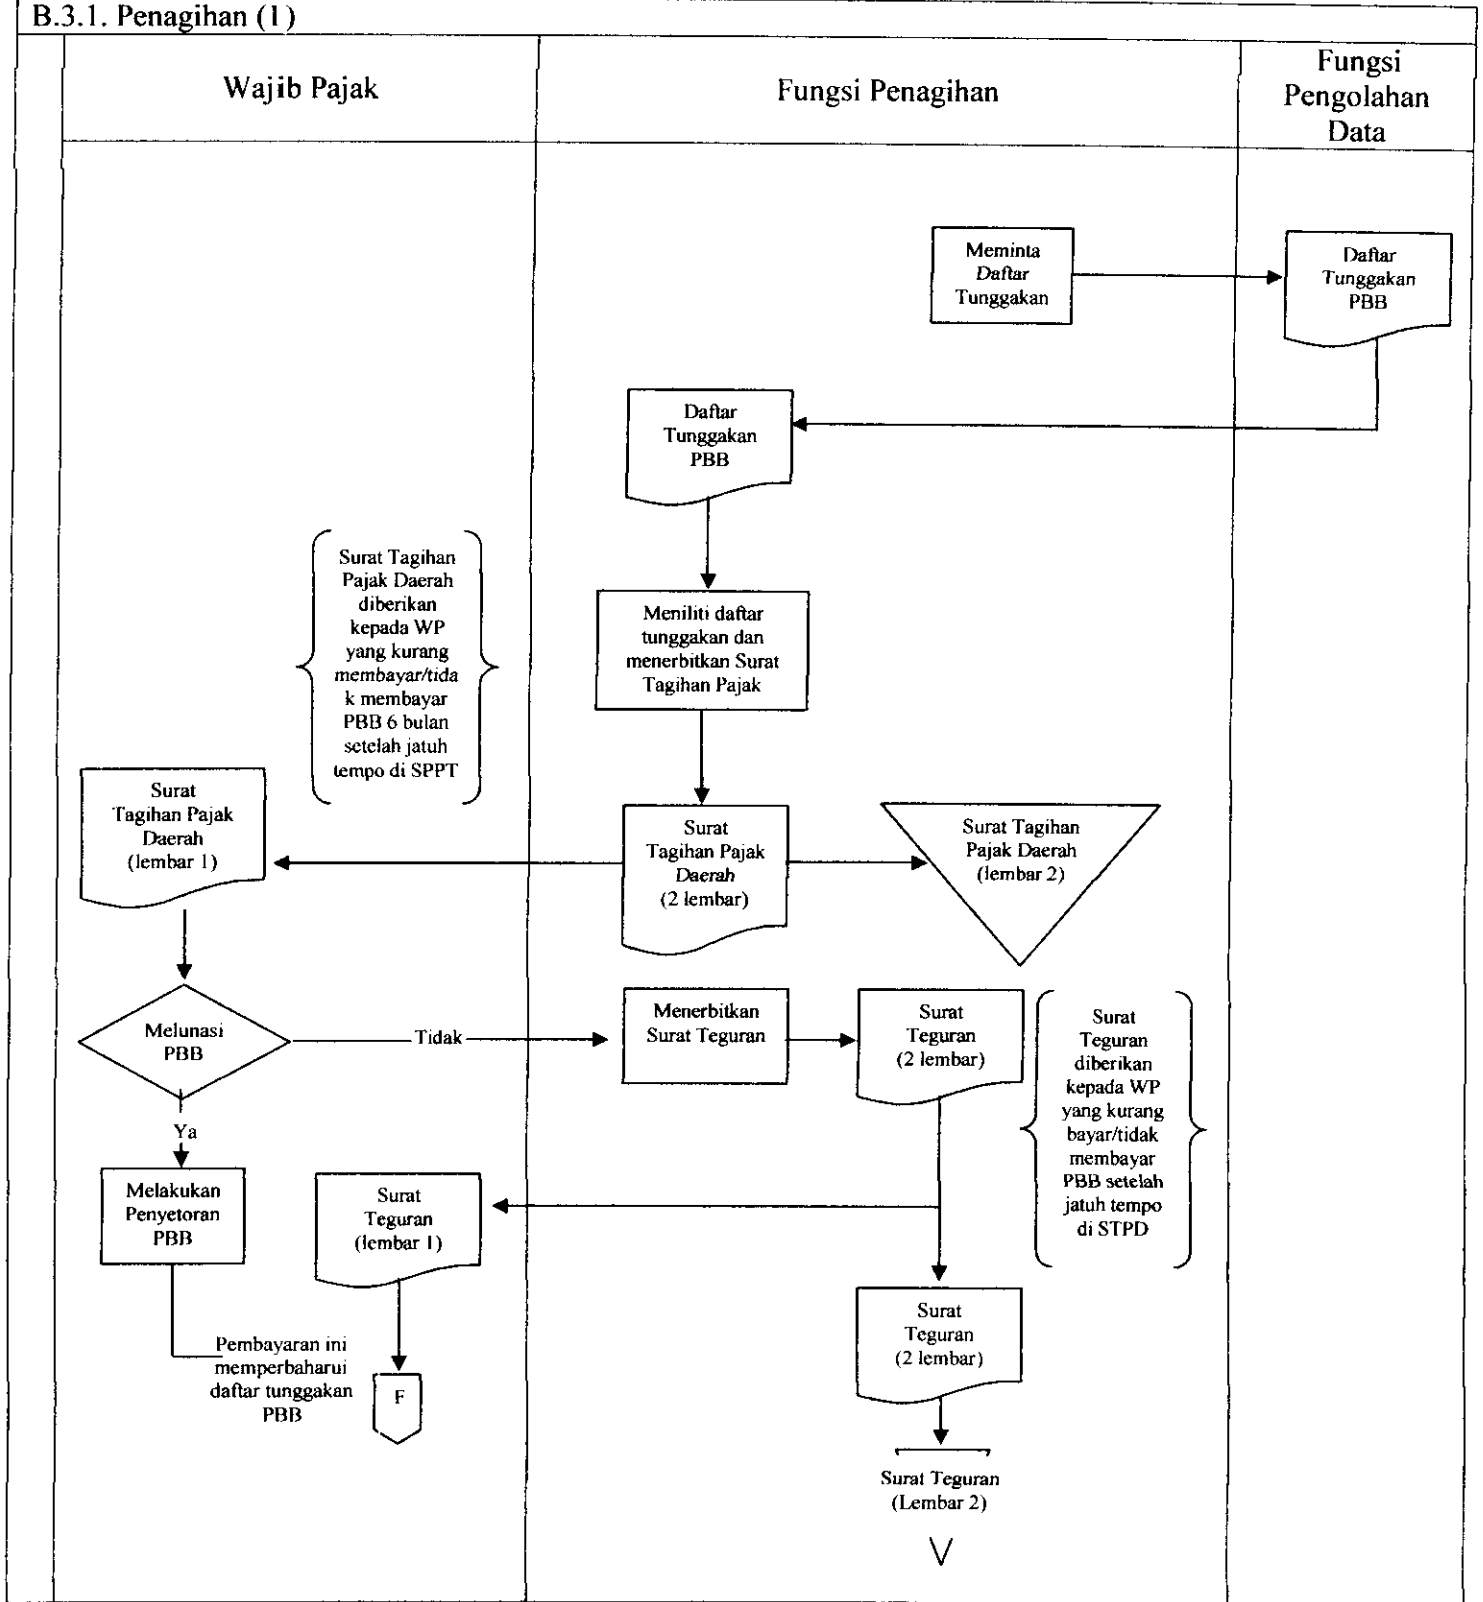 B.3.1. Penagihan (1)
Wajib Pajak
Fungsi Penagihan
Fungsi
Pengolahan
Data
Meminta
Daftar
Tunggakan
Daftar
Tunggakan
PBB
Daftar
Tunggakan
PBB
Surat Tagihan
Pajak Daerah
diberikan
kepada WP
yang kurang
membayar/tida
k membayar
PBB 6 bulan
setelah jatuh
tempo di SPPT
Meniliti daftar
tunggakan dan
menerbitkan Surat
Tagihan Pajak
Surat
Tagihan Pajak
Daerah
(lembar 1)
Surat
Tagihan Pajak
Daerah
(2 lembar)
Surat Tagihan
Pajak Daerah
(lembar 2)
Melunasi
PBB
Tidak
Menerbitkan
Surat Teguran
Surat
Teguran
(2 lembar)
Surat
Teguran
diberikan
kepada WP
yang kurang
bayar/tidak
membayar
PBB setelah
jatuh tempo
di STPD
Ya
Melakukan
Penyetoran
PBB
Surat
Teguran
(lembar 1)
Surat
Teguran
(2 lembar)
Pembayaran ini
memperbaharui
daftar tunggakan
PBB
F
Surat Teguran
(Lembar 2)